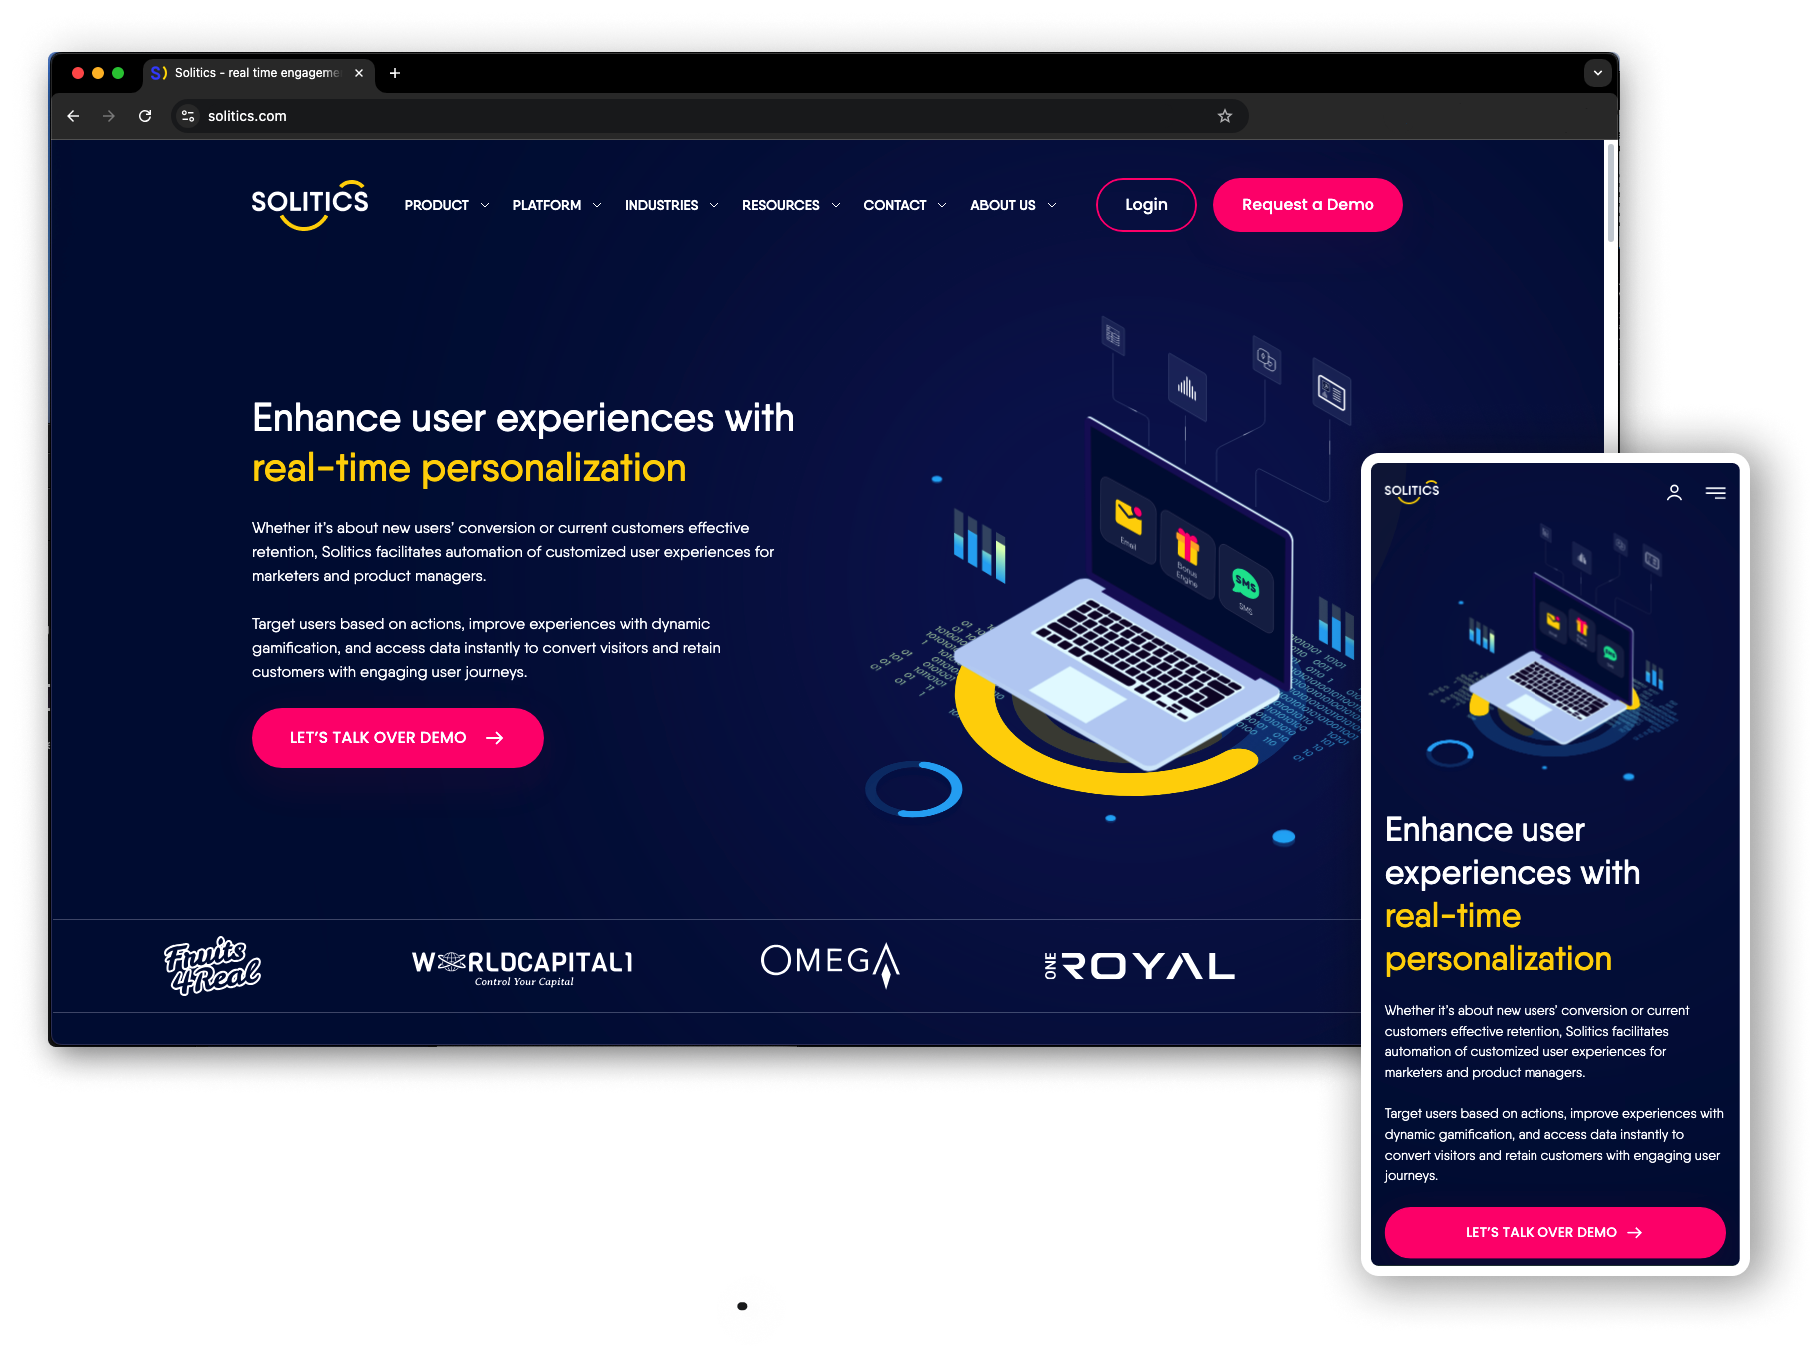 Solitics - real time engageme
solitics.com
SOLITICS
PRODUCT
PLATFORM
INDUSTRIES
RESOURCES
CONTACT
ABOUT US
Login
Request a Demo
Enhance user experiences with
real-time personalization
Whether it's about new users' conversion or current customers effective
retention, Solitics facilitates automation of customized user experiences for
marketers and product managers.
Target users based on actions, improve experiences with dynamic
gamification, and access data instantly to convert visitors and retain
customers with engaging user journeys.
LET'S TALK OVER DEMO
Email
Bonus
Engine
SMS
SMS
Fruits
4Real
WORLDCAPITAL1
Control Your Capital
OMEGA
ONE ROYAL
SOLITICS
Enhance user
experiences with
real-time
personalization
Whether it's about new users' conversion or current
customers effective retention, Solitics facilitates
automation of customized user experiences for
marketers and product managers.
Target users based on actions, improve experiences with
dynamic gamification, and access data instantly to
convert visitors and retain customers with engaging user
journeys.
LET'S TALK OVER DEMO